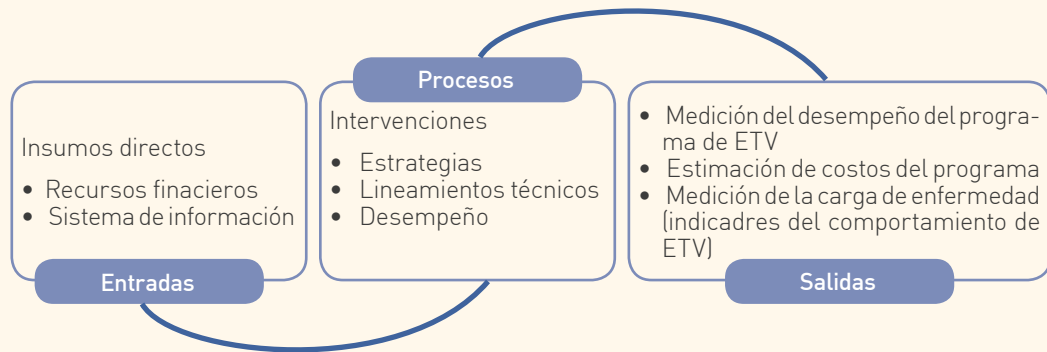 Insumos directos
• Recursos finacieros
• Sistema de información
Entradas
Procesos
Intervenciones
• Estrategias
• Lineamientos técnicos
• Desempeño
• Medición del desempeño del progra-
ma de ETV
• Estimación de costos del programa
• Medición de la carga de enfermedad
(indicadres del comportamiento de
ETV)
Salidas